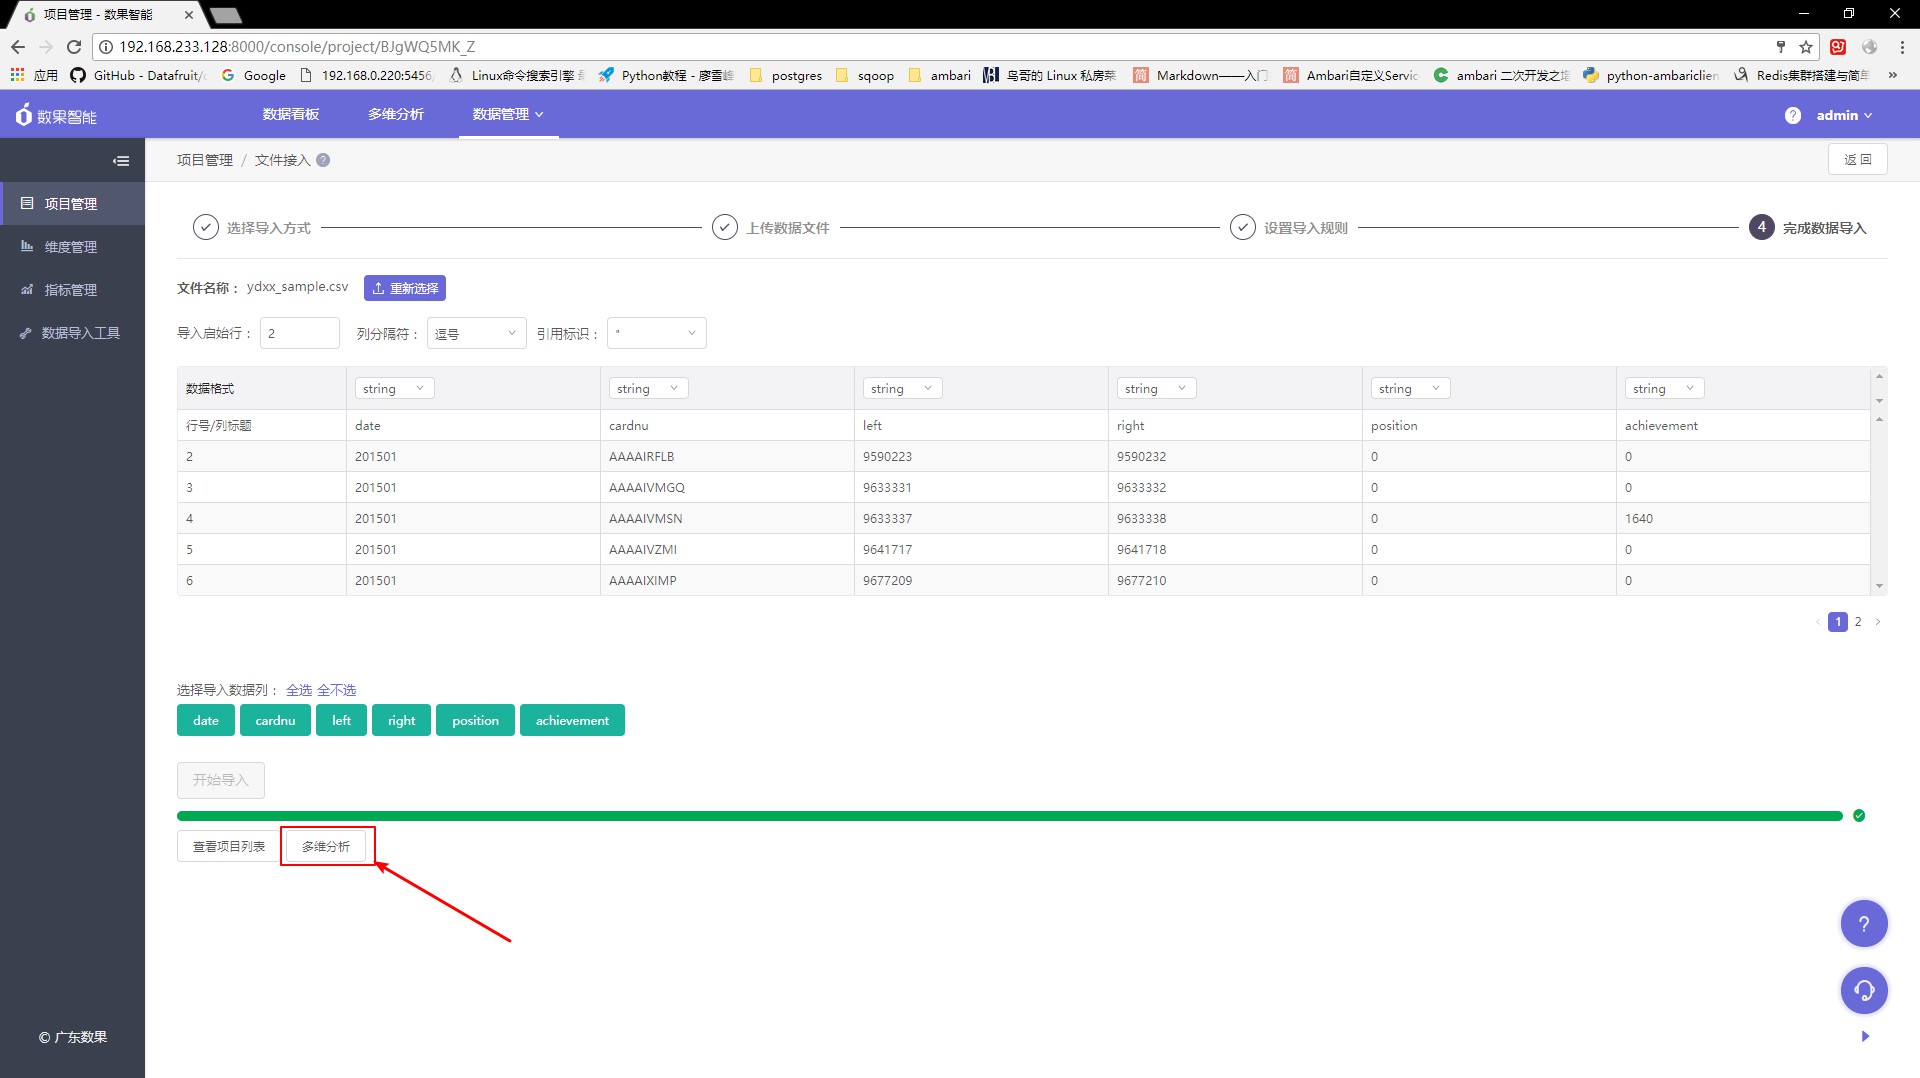 项目管理 - 数果智能
192.168.233.128:8000/console/project/BJgWQ5MK_Z
应用 GitHub - Datafruit/ Google 192.168.0.220:5456 Linux命令搜索引擎 Python教程 - 廖雪峰 postgres sqoop ambari 鸟哥的 Linux 私房菜 Markdown——入门 Ambari自定义Servic ambari 二次开发之 python-ambariclien Redis集群搭建与简单 »
数果智能 数据看板 多维分析 数据管理 ? admin
项目管理 / 文件接入 ? 返回
项目管理
维度管理
指标管理
数据导入工具
选择导入方式 上传数据文件 设置导入规则 4 完成数据导入
文件名称： ydxx_sample.csv 重新选择
导入启始行： 2 列分隔符： 逗号 引用标识： "
数据格式 string string string string string string
行号/列标题 date cardnu left right position achievement
2 201501 AAAAIRFLB 9590223 9590232 0 0
3 201501 AAAAIVMGQ 9633331 9633332 0 0
4 201501 AAAAIVMSN 9633337 9633338 0 1640
5 201501 AAAAIVZMI 9641717 9641718 0 0
6 201501 AAAAIXIMP 9677209 9677210 0 0
< 1 2 >
选择导入数据列： 全选 全不选
date cardnu left right position achievement
开始导入
查看项目列表 多维分析
?
© 广东数果